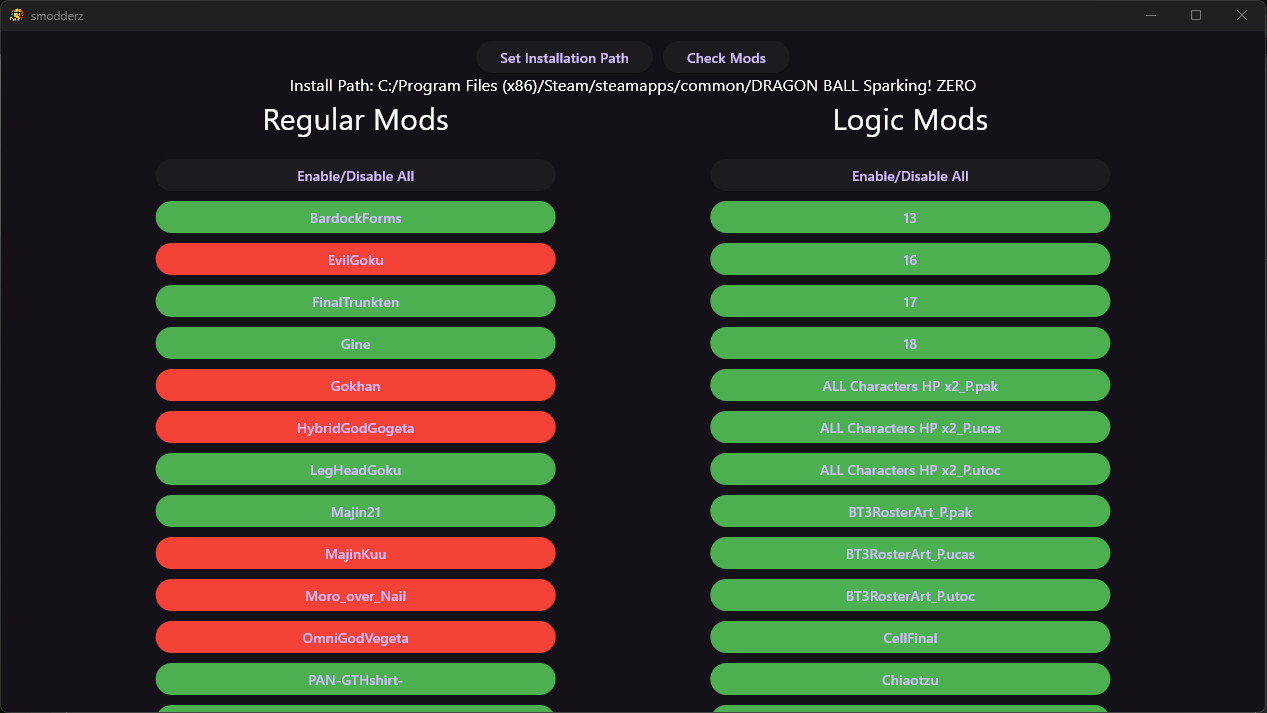 smodderz
Set Installation Path
Check Mods
Install Path: C:/Program Files (x86)/Steam/steamapps/common/DRAGON BALL Sparking! ZERO
Regular Mods
Enable/Disable All
BardockForms
EvilGoku
FinalTrunkten
Gine
Gokhan
HybridGodGogeta
LegHeadGoku
Majin21
MajinKuu
Moro_over_Nail
OmniGodVegeta
PAN-GTHshirt-
Logic Mods
Enable/Disable All
13
16
17
18
ALL Characters HP x2_P.pak
ALL Characters HP x2_P.ucas
ALL Characters HP x2_P.utoc
BT3RosterArt_P.pak
BT3RosterArt_P.ucas
BT3RosterArt_P.utoc
CellFinal
Chiaotzu